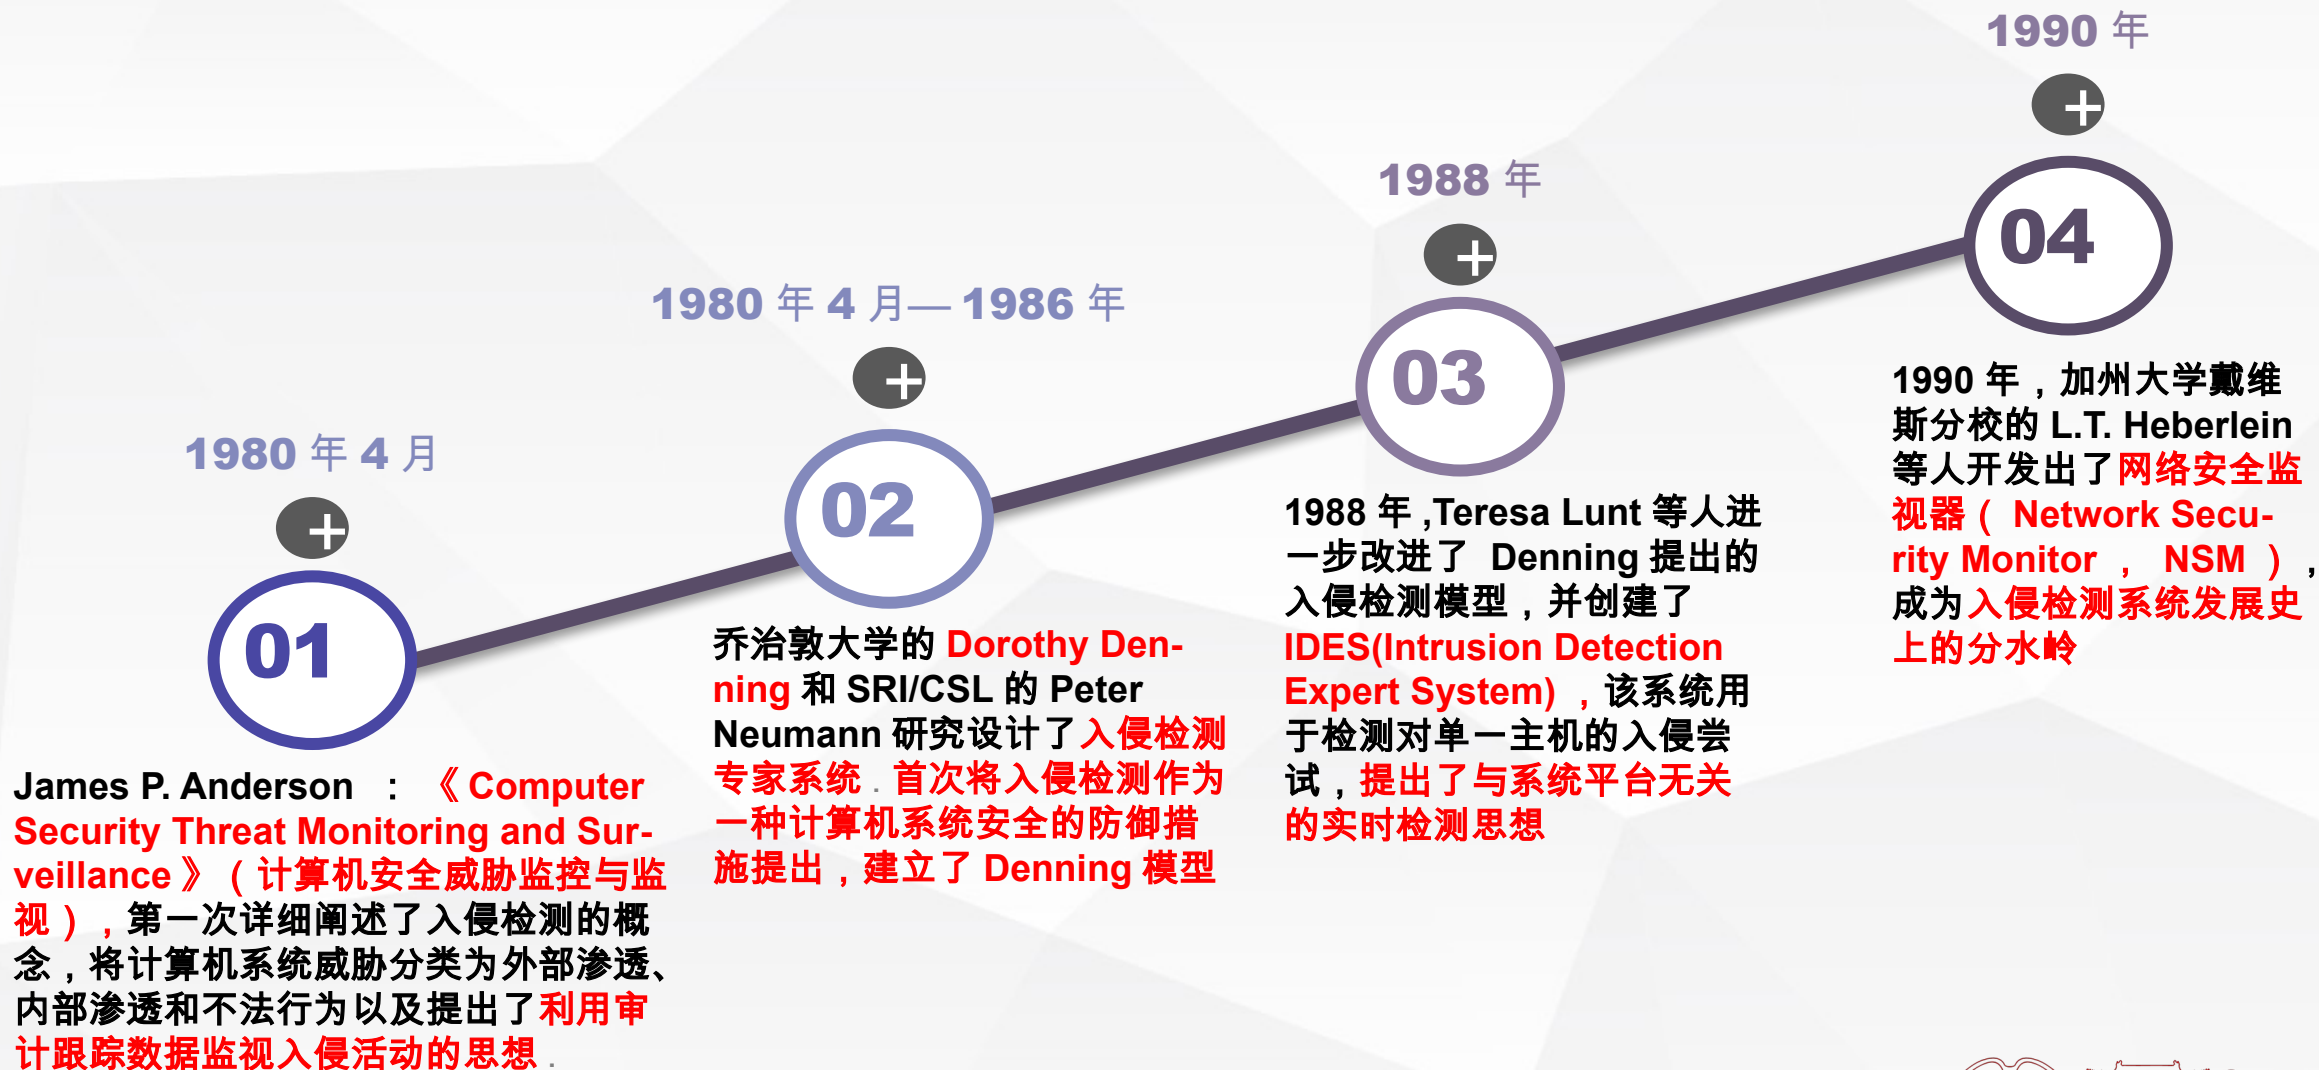 1980 年 4 月
01
James P. Anderson ： 《 Computer
Security Threat Monitoring and Sur-
veillance 》（ 计算机安全威胁监控与监
视 ），第一次详细阐述了入侵检测的概
念，将计算机系统威胁分类为外部渗透、
内部渗透和不法行为以及提出了利用审
计跟踪数据监视入侵活动的思想 .
1980 年 4 月— 1986 年
02
乔治敦大学的 Dorothy Den-
ning 和 SRI/CSL 的 Peter
Neumann 研究设计了入侵检测
专家系统 . 首次将入侵检测作为
一种计算机系统安全的防御措
施提出，建立了 Denning 模型
1988 年
03
1988 年 ,Teresa Lunt 等人进
一步改进了 Denning 提出的
入侵检测模型，并创建了
IDES(Intrusion Detection
Expert System) ，该系统用
于检测对单一主机的入侵尝
试，提出了与系统平台无关
的实时检测思想
1990 年
04
1990 年，加州大学戴维
斯分校的 L.T. Heberlein
等人开发出了网络安全监
视器（ Network Secu-
rity Monitor ， NSM ），
成为入侵检测系统发展史
上的分水岭